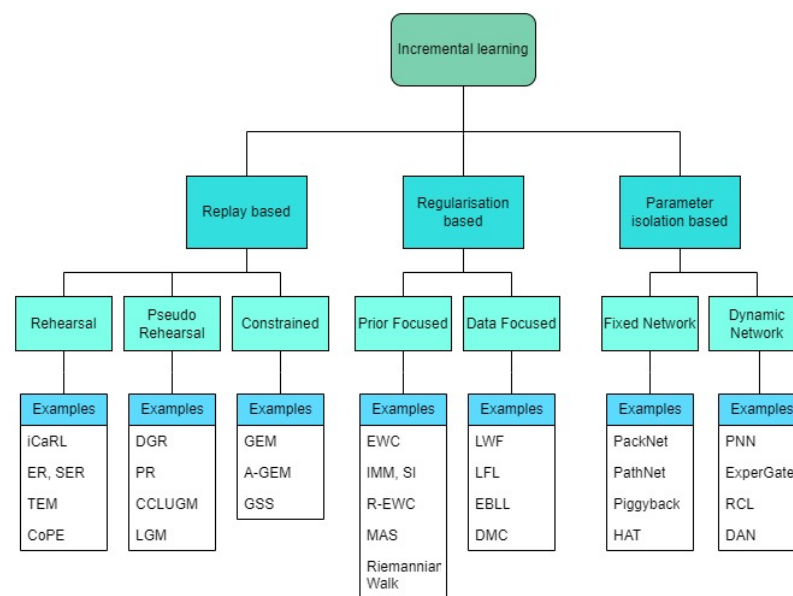 Incremental learning
Replay based
Regularisation
based
Parameter
isolation based
Rehearsal
Pseudo
Rehearsal
Constrained
Prior Focused
Data Focused
Fixed Network
Dynamic
Network
Examples
iCaRL
ER, SER
TEM
CoPE
Examples
DGR
PR
CCLUGM
LGM
Examples
GEM
A-GEM
GSS
Examples
EWC
IMM, SI
R-EWC
MAS
Riemannian
Walk
Examples
LWF
LFL
EBLL
DMC
Examples
PackNet
PathNet
Piggyback
HAT
Examples
PNN
ExperGate
RCL
DAN